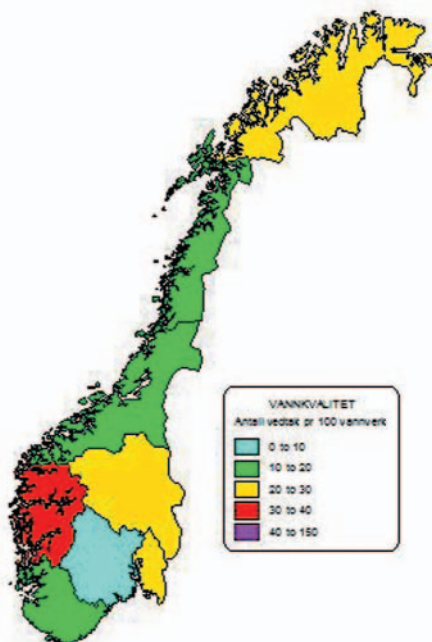 VANNKVALITET
Antall vedtak pr 100 vannverk
0 to 10
10 to 20
20 to 30
30 to 40
40 to 150